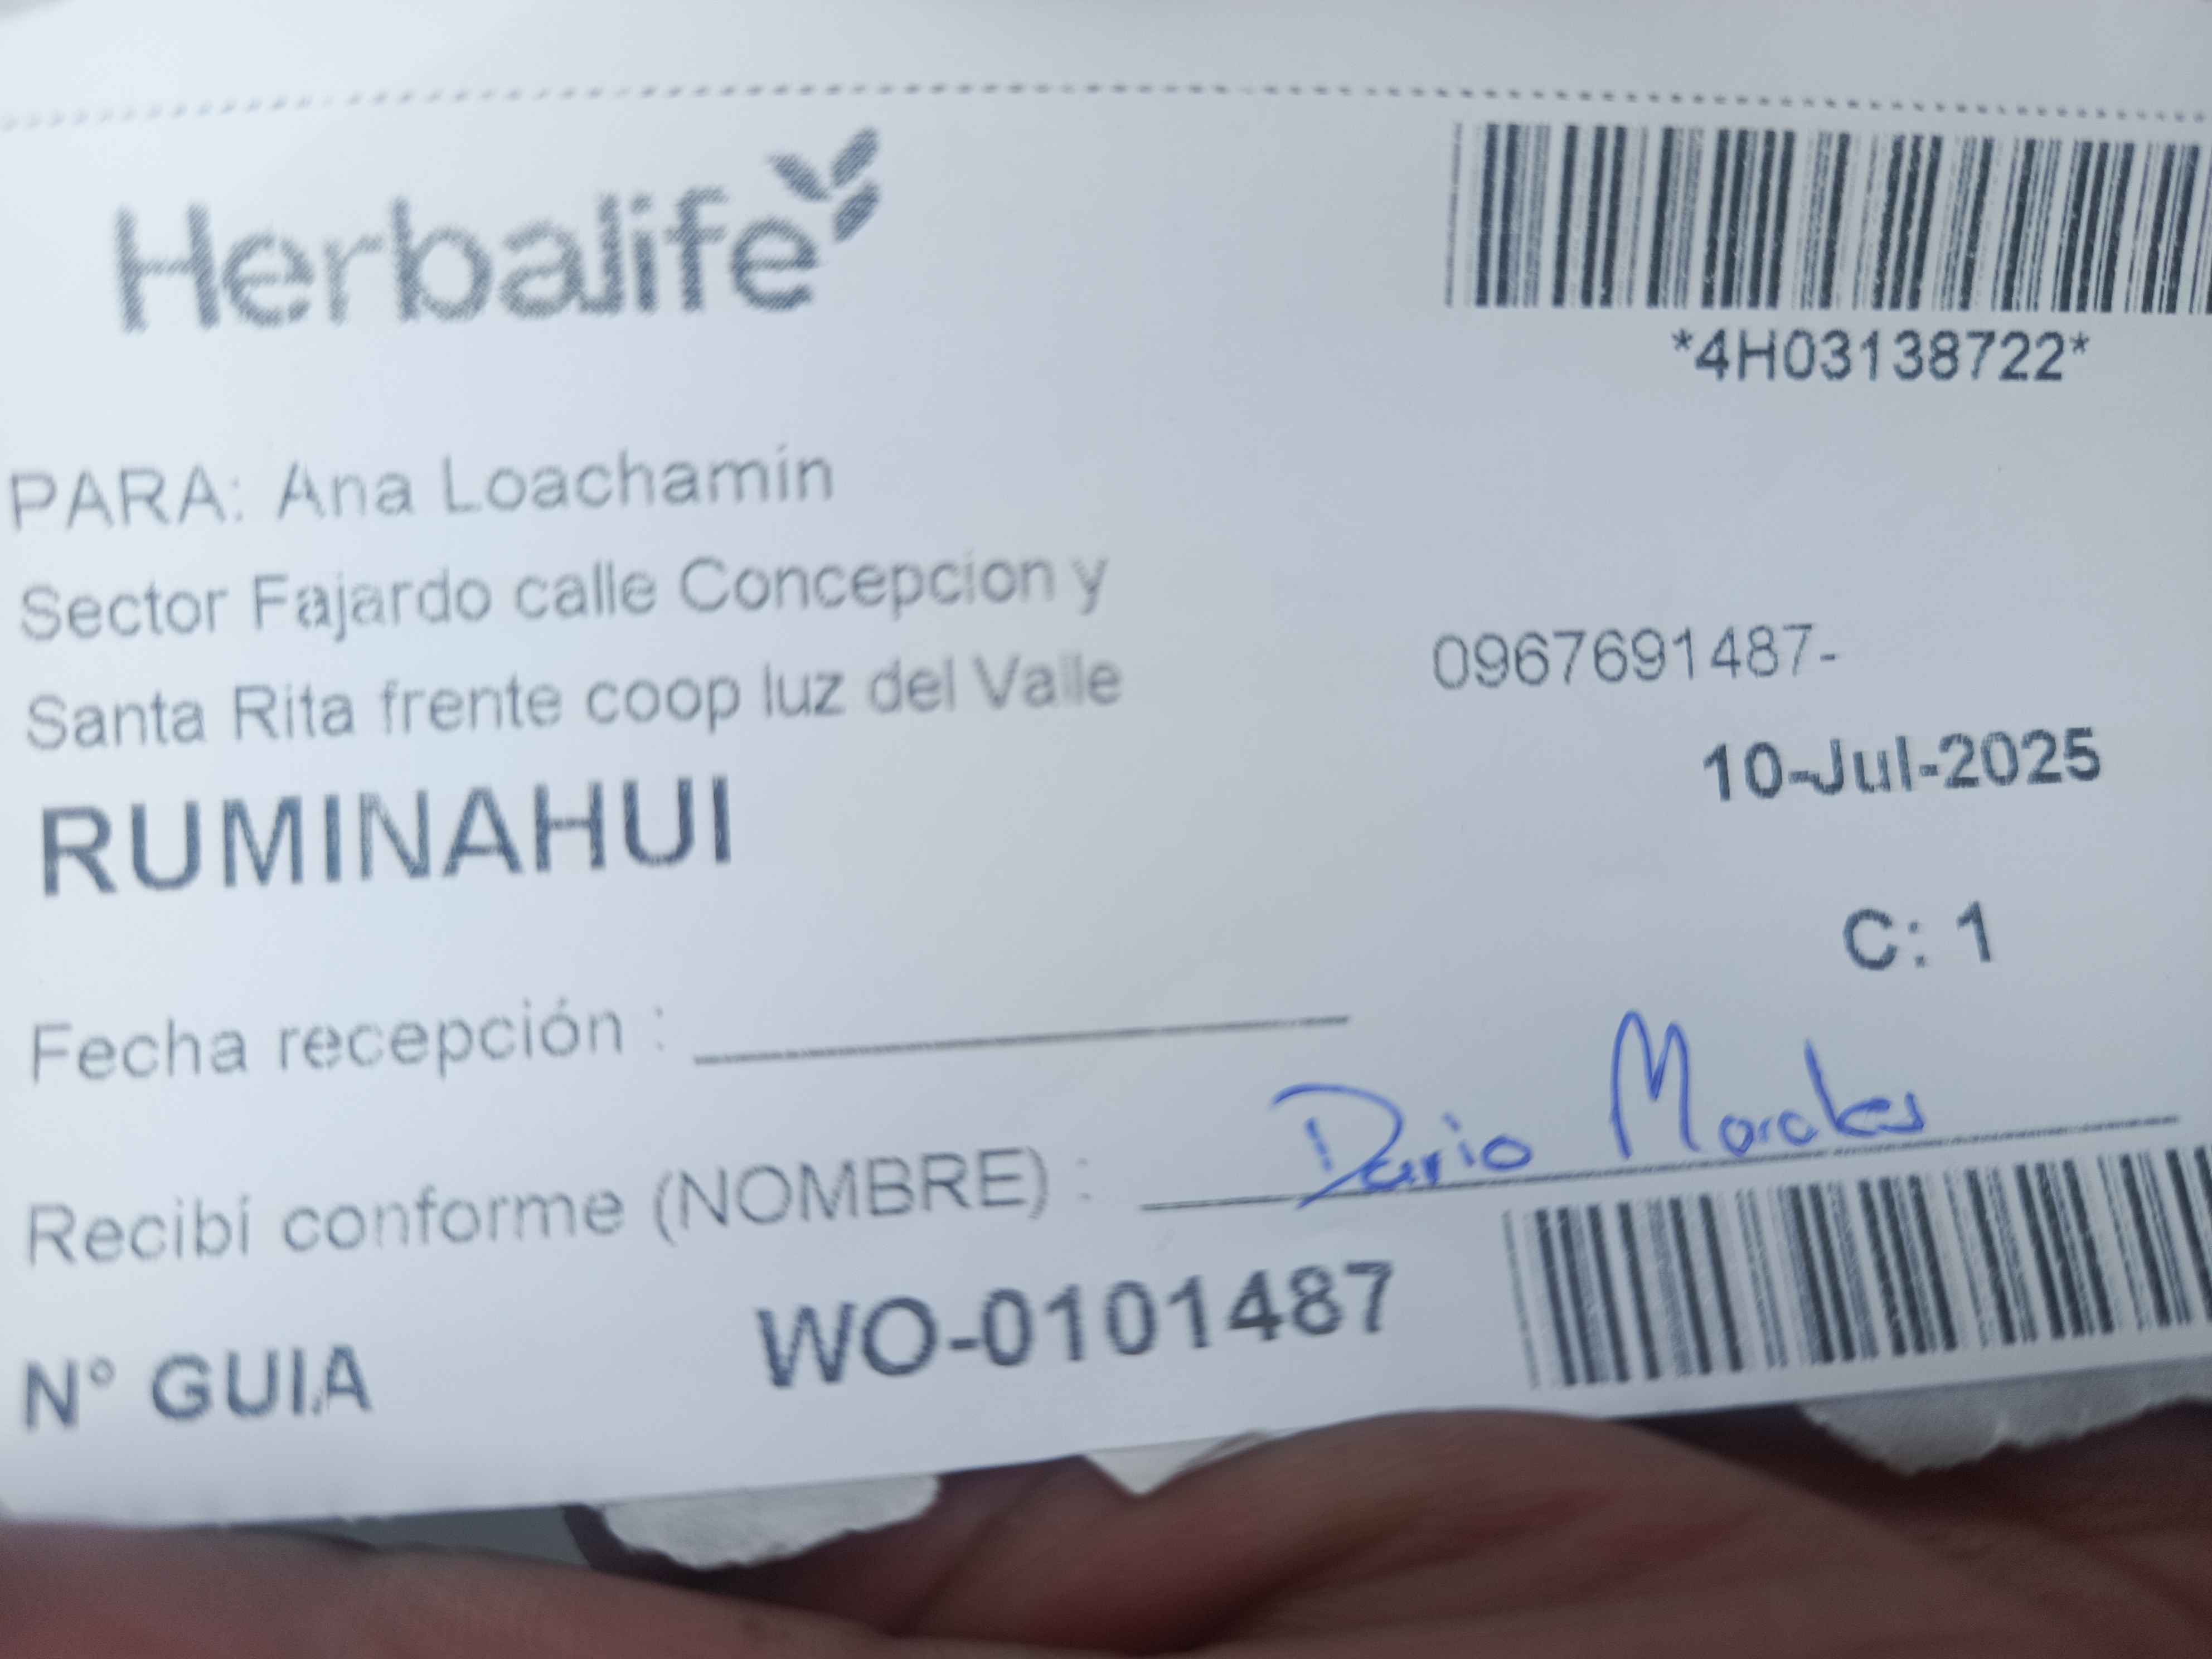 Herbalife
*4H03138722*
PARA: Ana Loachamin
Sector Fajardo calle Concepcion y
Santa Rita frente coop luz del Valle
0967691487-
RUMINAHUI
10-Jul-2025
C: 1
Fecha recepción :
Recibí conforme (NOMBRE) : Dario Morales
N° GUIA WO-0101487